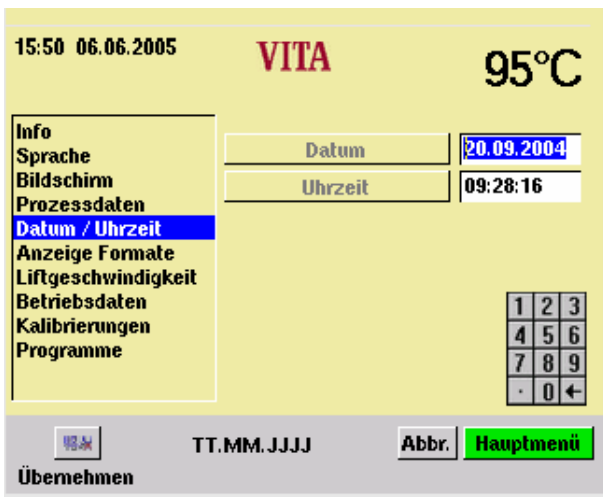 15:50 06.06.2005
VITA
95°C
Info
Sprache
Bildschirm
Prozessdaten
Datum / Uhrzeit
Anzeige Formate
Liftgeschwindigkeit
Betriebsdaten
Kalibrierungen
Programme
Datum 20.09.2004
Uhrzeit 09:28:16
1 2 3
4 5 6
7 8 9
· 0 ←
TT.MM.JJJJ
Abbr.
Hauptmenü
Übernehmen